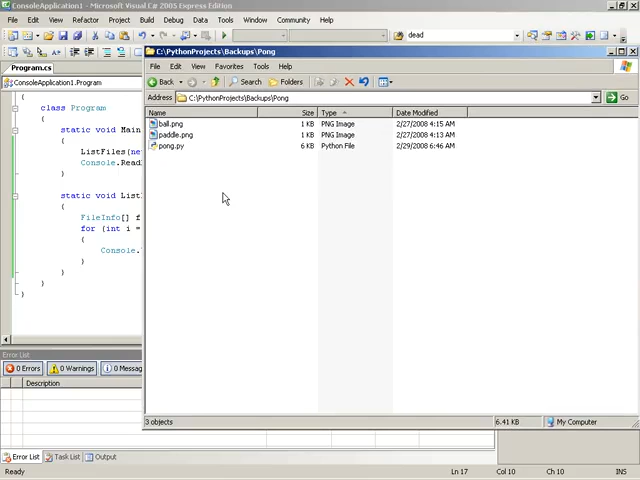 ConsoleApplication1 - Microsoft Visual C# 2005 Express Edition
File Edit View Refactor Project Build Debug Data Tools Window Community Help
dead
Program.cs
ConsoleApplication1.Program
{
class Program
{
static void Main
{
ListFiles(ne
Console.Read
}
static void List
{
FileInfo[] f
for (int i =
{
Console.
}
}
}
}
C:\PythonProjects\Backups\Pong
File Edit View Favorites Tools Help
Back Search Folders
Address C:\PythonProjects\Backups\Pong Go
Name Size Type Date Modified
ball.png 1 KB PNG Image 2/27/2008 4:15 AM
paddle.png 1 KB PNG Image 2/27/2008 4:13 AM
pong.py 6 KB Python File 2/29/2008 6:46 AM
3 objects 6.41 KB My Computer
Error List
0 Errors 0 Warnings 0 Messag
Description
Error List Task List Output
Ready Ln 17 Col 10 Ch 10 INS